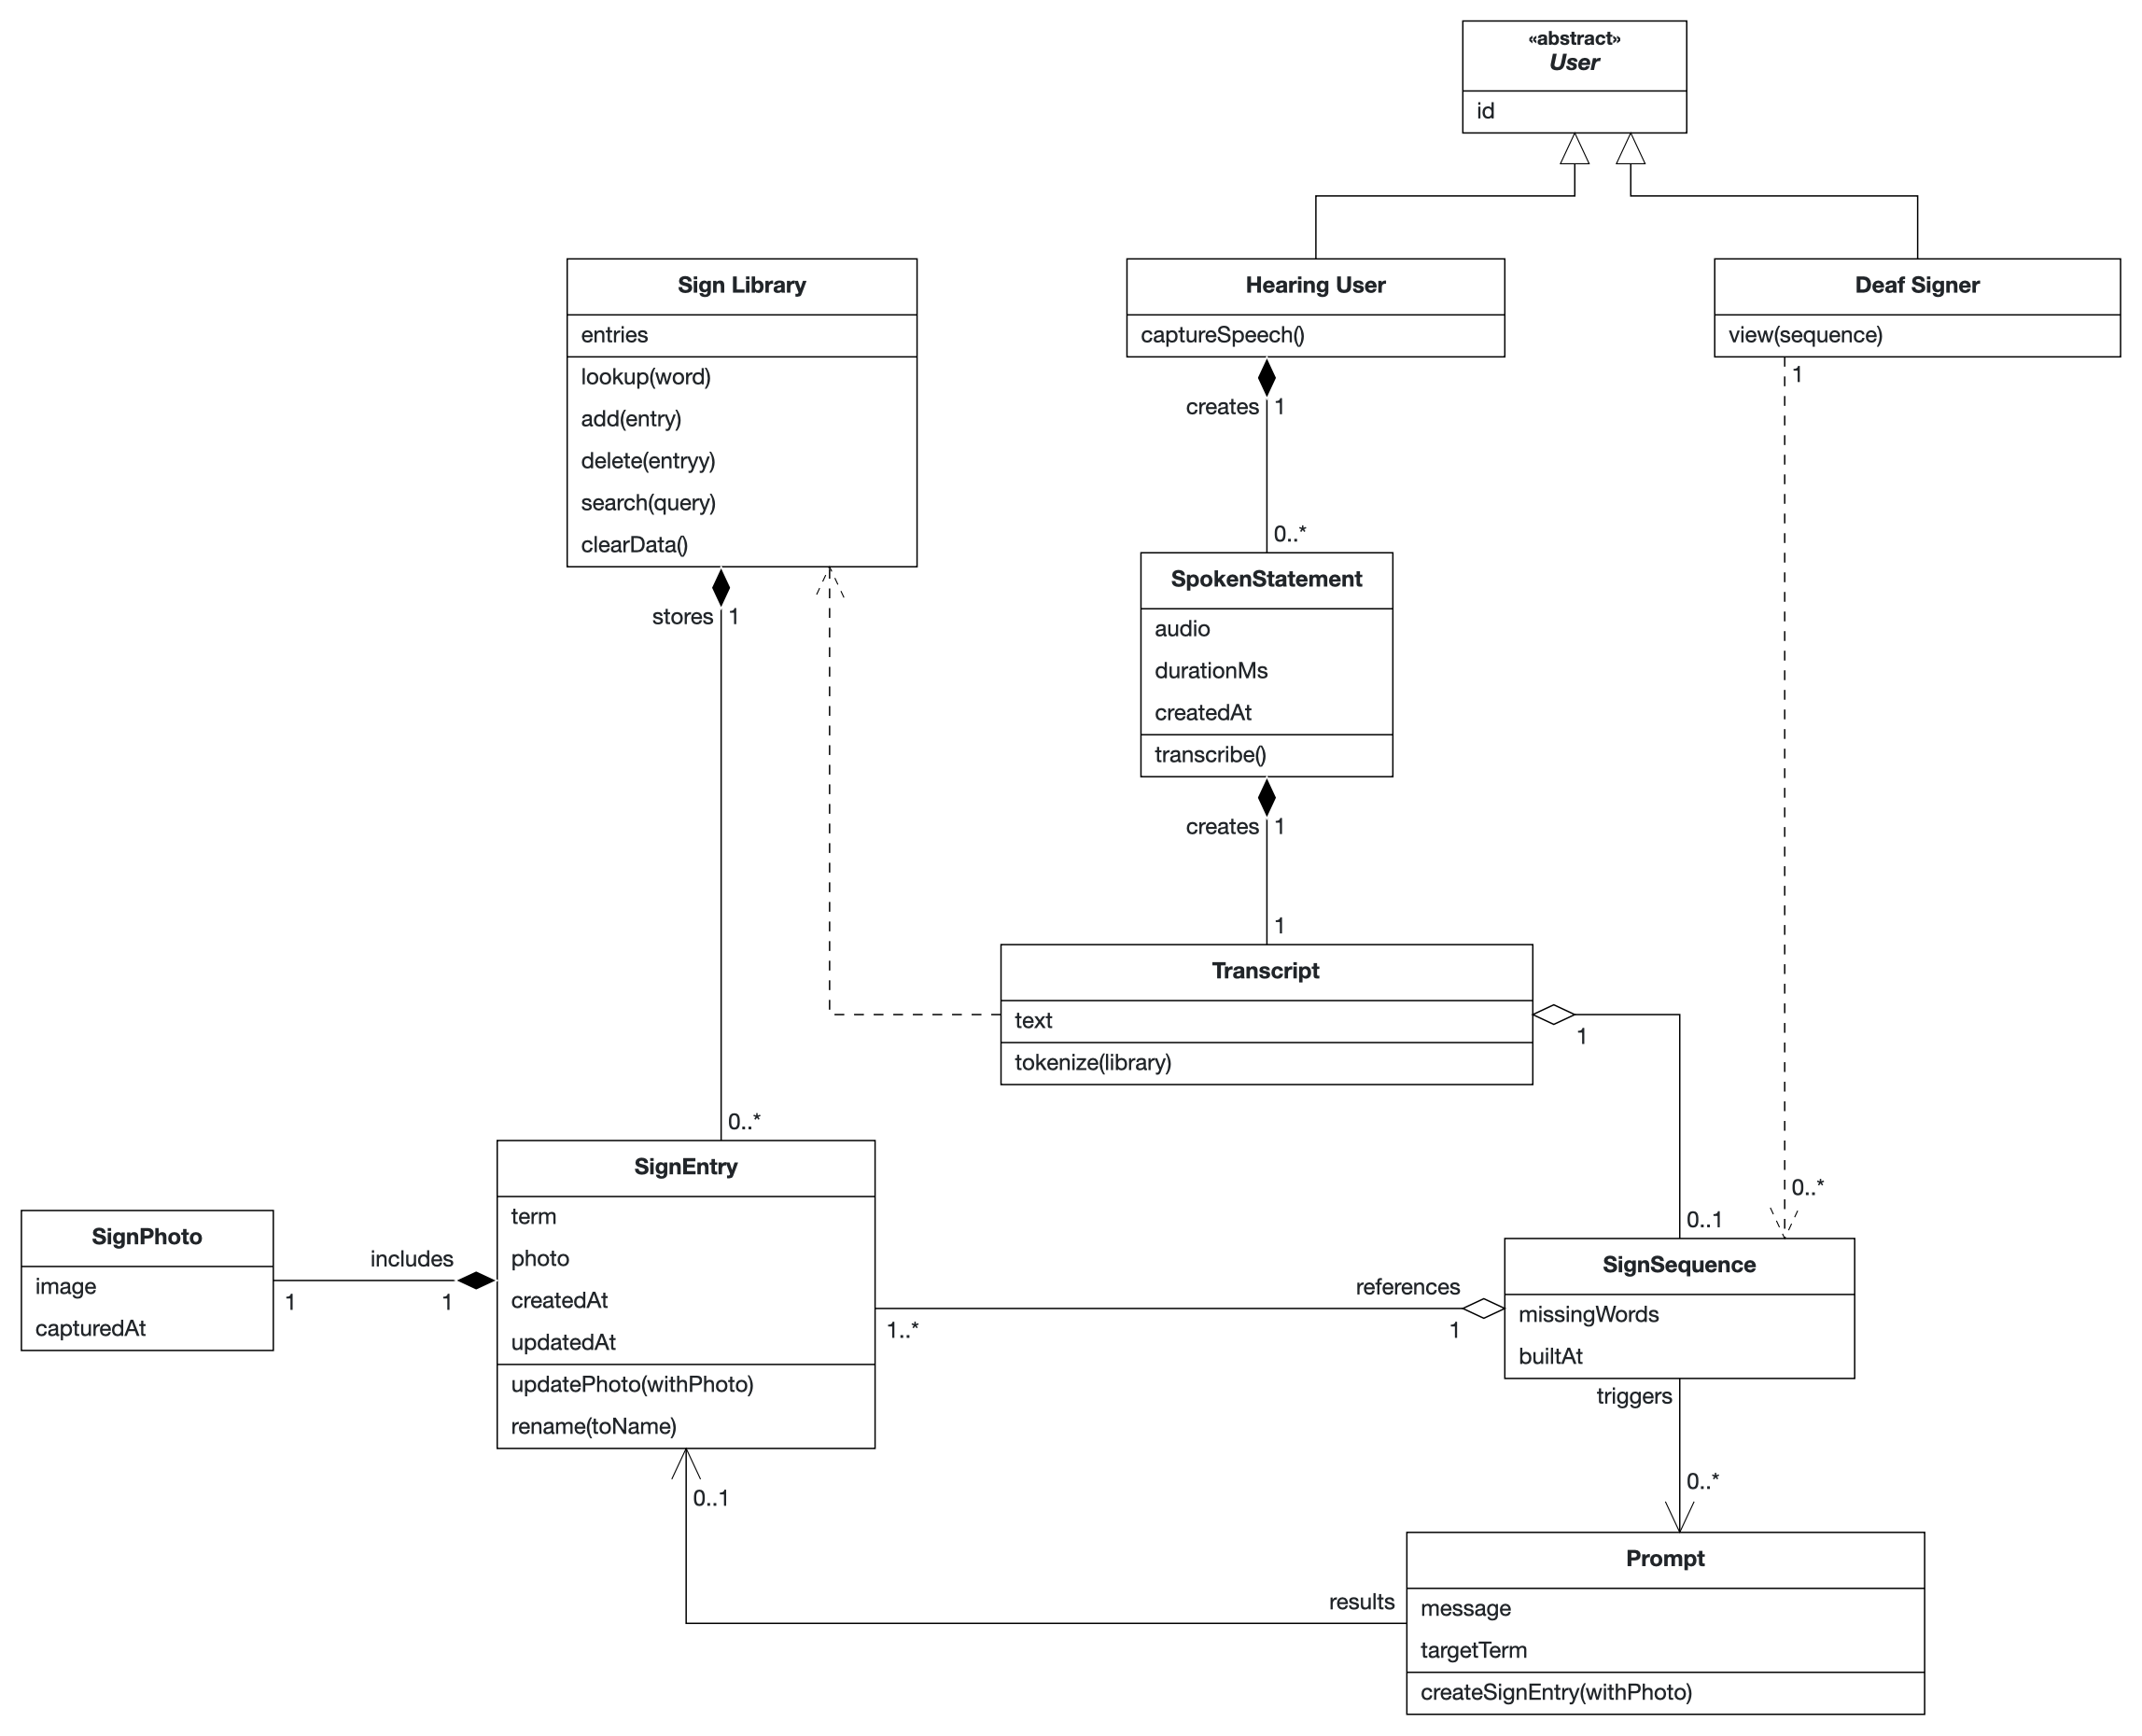 «abstract»
User
id
Sign Library
entries
lookup(word)
add(entry)
delete(entryy)
search(query)
clearData()
Hearing User
captureSpeech()
Deaf Signer
view(sequence)
1
creates 1
0..*
SpokenStatement
audio
durationMs
createdAt
transcribe()
stores 1
creates 1
1
Transcript
text
tokenize(library)
1
0..*
SignEntry
term
photo
createdAt
updatedAt
updatePhoto(withPhoto)
rename(toName)
SignPhoto
image
capturedAt
includes
1
1
0..*
0..1
SignSequence
missingWords
builtAt
references
1..*
1
triggers
0..*
0..1
Prompt
message
targetTerm
createSignEntry(withPhoto)
results